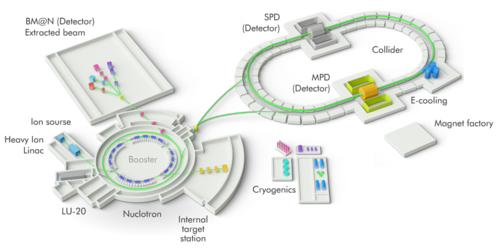 BM@N (Detector)
Extracted beam
SPD
(Detector)
Collider
MPD
(Detector)
E-cooling
Ion sourse
Magnet factory
Heavy Ion
Linac
Booster
Cryogenics
LU-20
Nuclotron
Internal
target
station